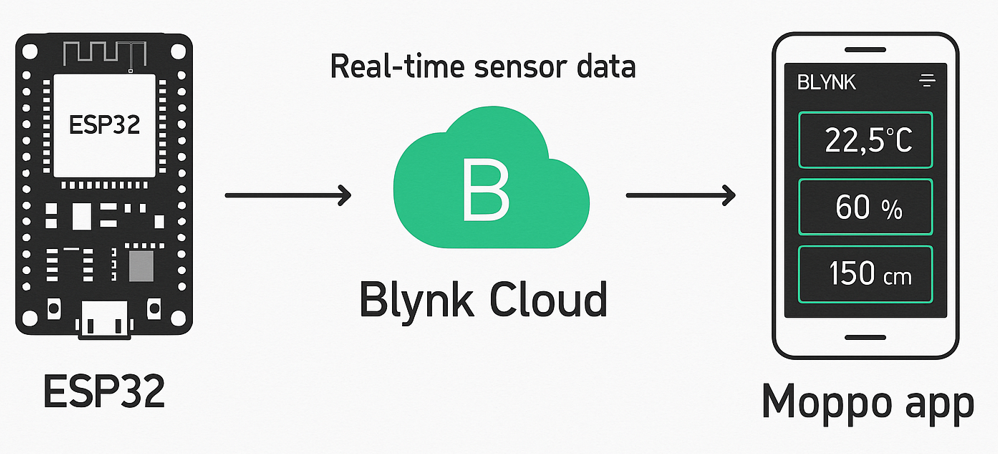 ESP32
ESP32
Real-time sensor data
B
Blynk Cloud
BLYNK
22,5°C
60 %
150 cm
Moppo app